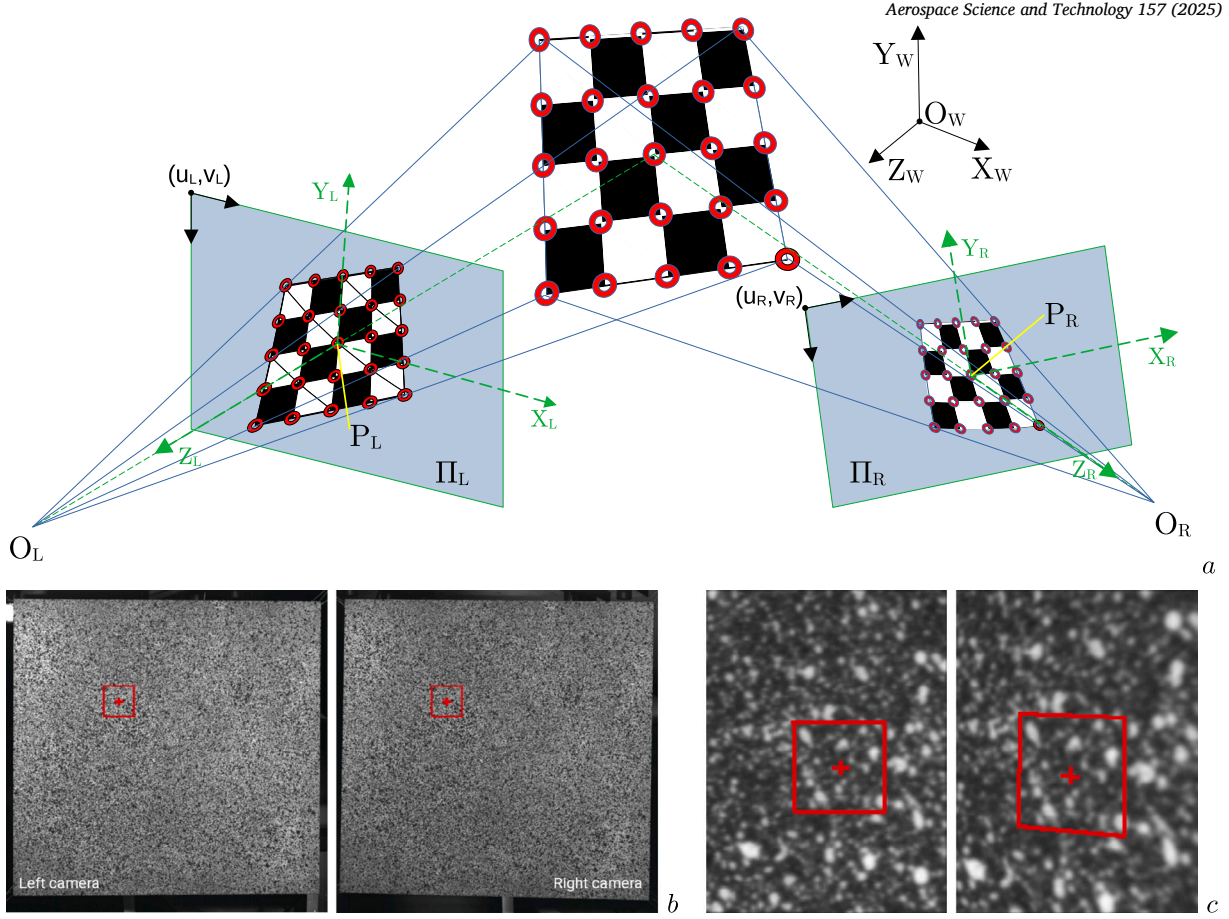 Aerospace Science and Technology 157 (2025)
Y_W
O_W
Z_W
X_W
(u_L,v_L)
Y_L
X_L
Z_L
P_L
Π_L
O_L
(u_R,v_R)
Y_R
P_R
X_R
Z_R
Π_R
O_R
a
Left camera
Right camera
b
c